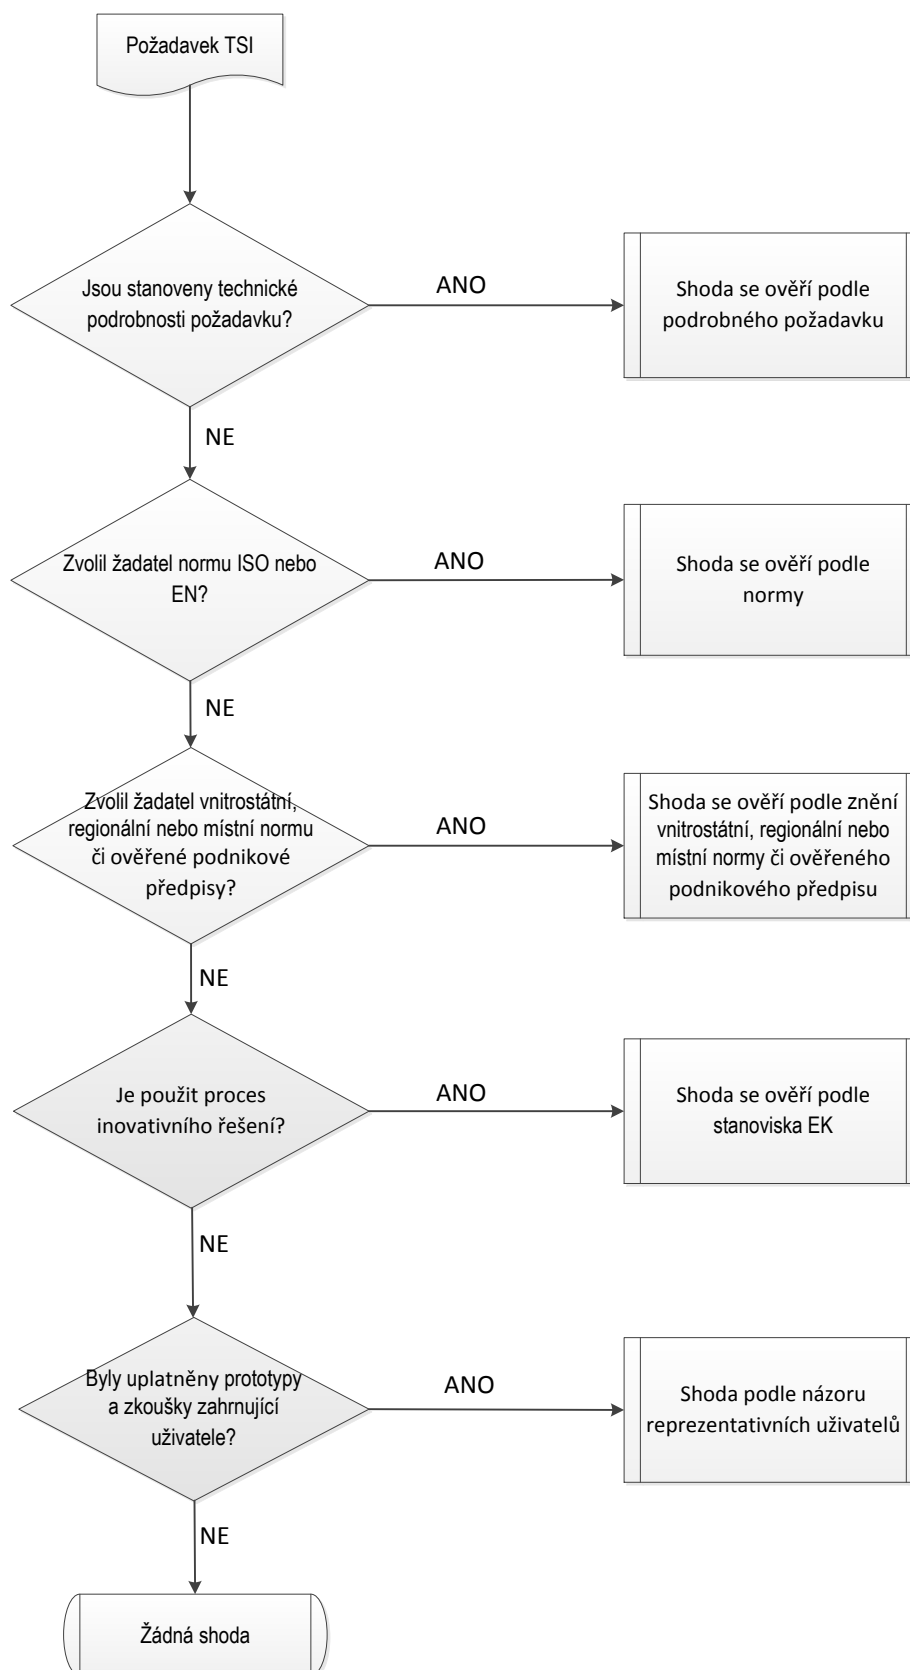 Požadavek TSI
Jsou stanoveny technické
podrobnosti požadavku?
ANO
Shoda se ověří podle
podrobného požadavku
NE
Zvolil žadatel normu ISO nebo
EN?
ANO
Shoda se ověří podle
normy
NE
Zvolil žadatel vnitrostátní,
regionální nebo místní normu
či ověřené podnikové
předpisy?
ANO
Shoda se ověří podle znění
vnitrostátní, regionální nebo
místní normy či ověřeného
podnikového předpisu
NE
Je použit proces
inovativního řešení?
ANO
Shoda se ověří podle
stanoviska EK
NE
Byly uplatněny prototypy
a zkoušky zahrnující
uživatele?
ANO
Shoda podle názoru
reprezentativních uživatelů
NE
Žádná shoda